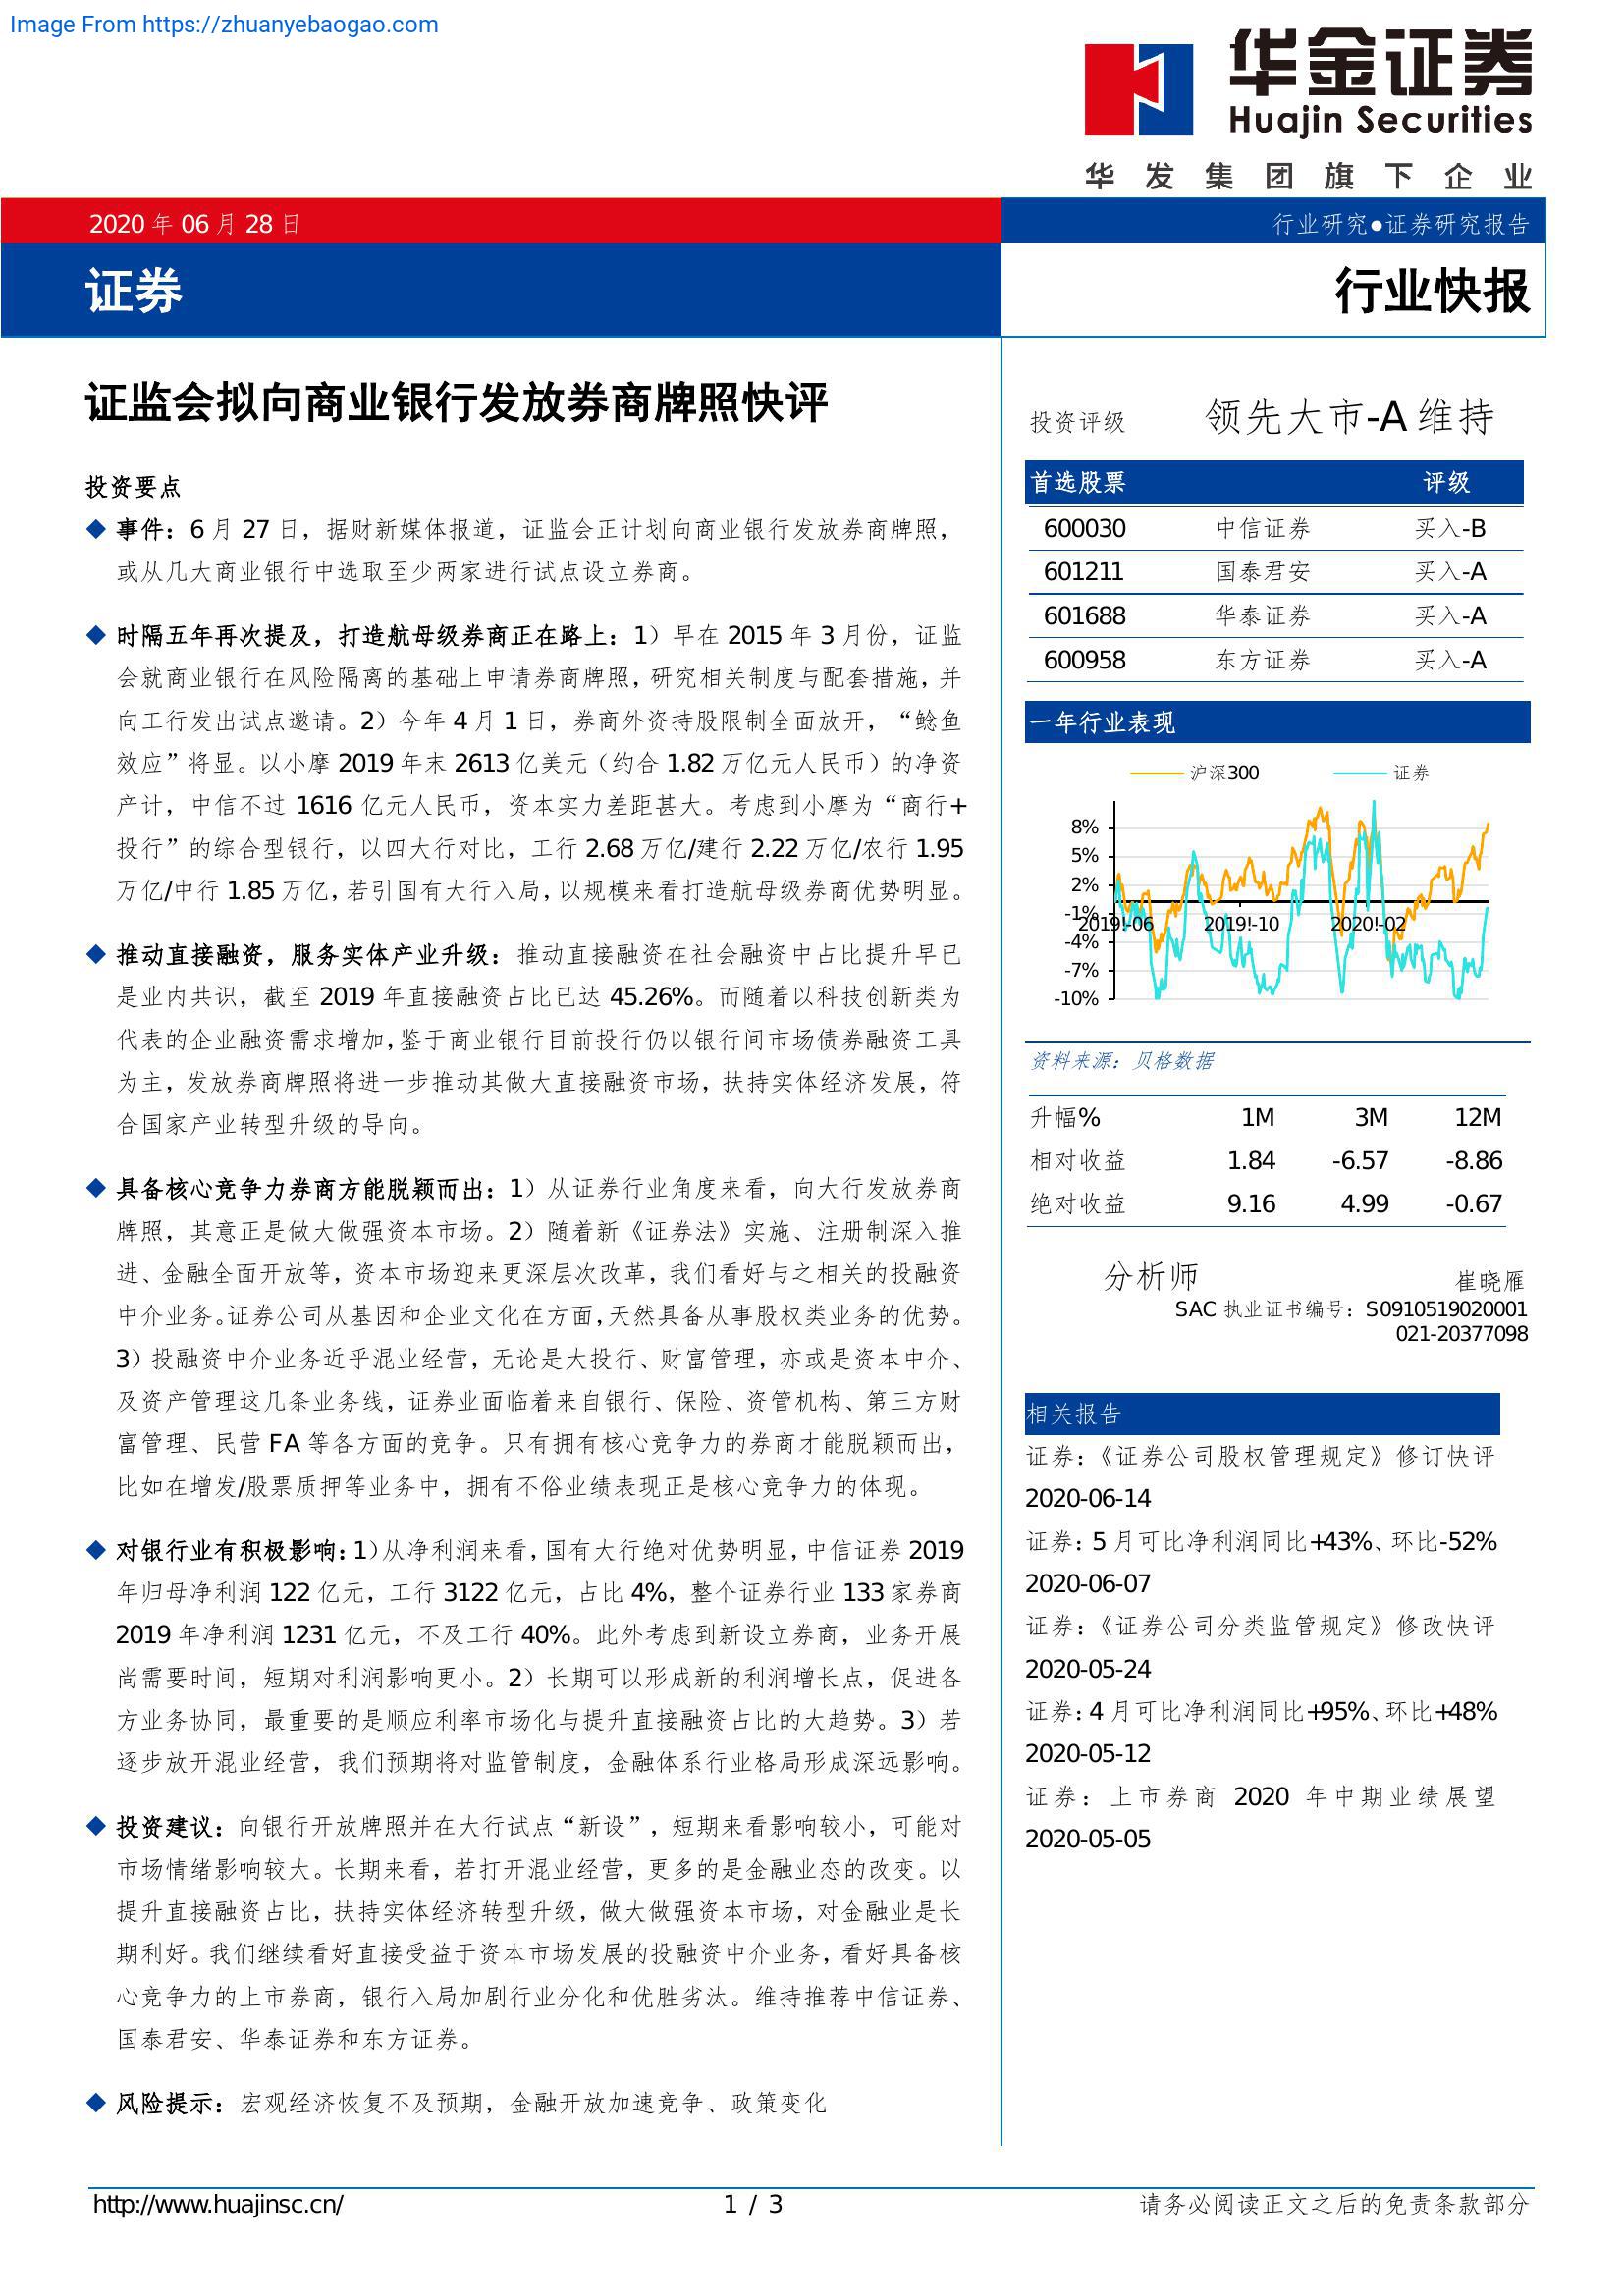 Image From https://zhuanyebaogao.com
华金证券
Huajin Securities
华发集团旗下企业
2020 年 06 月 28 日
行业研究●证券研究报告
证券
行业快报
证监会拟向商业银行发放券商牌照快评
投资要点
◆ 事件：6 月 27 日，据财新媒体报道，证监会正计划向商业银行发放券商牌照，
或从几大商业银行中选取至少两家进行试点设立券商。
◆ 时隔五年再次提及，打造航母级券商正在路上：1）早在 2015 年 3 月份，证监
会就商业银行在风险隔离的基础上申请券商牌照，研究相关制度与配套措施，并
向工行发出试点邀请。2）今年 4 月 1 日，券商外资持股限制全面放开，“鲶鱼
效应”将显。以小摩 2019 年末 2613 亿美元（约合 1.82 万亿元人民币）的净资
产计，中信不过 1616 亿元人民币，资本实力差距甚大。考虑到小摩为“商行+
投行”的综合型银行，以四大行对比，工行 2.68 万亿/建行 2.22 万亿/农行 1.95
万亿/中行 1.85 万亿，若引国有大行入局，以规模来看打造航母级券商优势明显。
◆ 推动直接融资，服务实体产业升级：推动直接融资在社会融资中占比提升早已
是业内共识，截至 2019 年直接融资占比已达 45.26%。而随着以科技创新类为
代表的企业融资需求增加，鉴于商业银行目前投行仍以银行间市场债券融资工具
为主，发放券商牌照将进一步推动其做大直接融资市场，扶持实体经济发展，符
合国家产业转型升级的导向。
◆ 具备核心竞争力券商方能脱颖而出：1）从证券行业角度来看，向大行发放券商
牌照，其意正是做大做强资本市场。2）随着新《证券法》实施、注册制深入推
进、金融全面开放等，资本市场迎来更深层次改革，我们看好与之相关的投融资
中介业务。证券公司从基因和企业文化在方面，天然具备从事股权类业务的优势。
3）投融资中介业务近乎混业经营，无论是大投行、财富管理，亦或是资本中介、
及资产管理这几条业务线，证券业面临着来自银行、保险、资管机构、第三方财
富管理、民营 FA 等各方面的竞争。只有拥有核心竞争力的券商才能脱颖而出，
比如在增发/股票质押等业务中，拥有不俗业绩表现正是核心竞争力的体现。
◆ 对银行业有积极影响：1）从净利润来看，国有大行绝对优势明显，中信证券 2019
年归母净利润 122 亿元，工行 3122 亿元，占比 4%，整个证券行业 133 家券商
2019 年净利润 1231 亿元，不及工行 40%。此外考虑到新设立券商，业务开展
尚需要时间，短期对利润影响更小。2）长期可以形成新的利润增长点，促进各
方业务协同，最重要的是顺应利率市场化与提升直接融资占比的大趋势。3）若
逐步放开混业经营，我们预期将对监管制度，金融体系行业格局形成深远影响。
◆ 投资建议：向银行开放牌照并在大行试点“新设”，短期来看影响较小，可能对
市场情绪影响较大。长期来看，若打开混业经营，更多的是金融业态的改变。以
提升直接融资占比，扶持实体经济转型升级，做大做强资本市场，对金融业是长
期利好。我们继续看好直接受益于资本市场发展的投融资中介业务，看好具备核
心竞争力的上市券商，银行入局加剧行业分化和优胜劣汰。维持推荐中信证券、
国泰君安、华泰证券和东方证券。
◆ 风险提示：宏观经济恢复不及预期，金融开放加速竞争、政策变化
投资评级 领先大市-A 维持
首选股票 评级
600030 中信证券 买入-B
601211 国泰君安 买入-A
601688 华泰证券 买入-A
600958 东方证券 买入-A
一年行业表现
沪深300 证券
8%
5%
2%
-1%
2019!-06 2019!-10 2020!-02
-4%
-7%
-10%
资料来源：贝格数据
升幅% 1M 3M 12M
相对收益 1.84 -6.57 -8.86
绝对收益 9.16 4.99 -0.67
分析师 崔晓雁
SAC 执业证书编号：S0910519020001
021-20377098
相关报告
证券：《证券公司股权管理规定》修订快评
2020-06-14
证券：5 月可比净利润同比+43%、环比-52%
2020-06-07
证券：《证券公司分类监管规定》修改快评
2020-05-24
证券：4 月可比净利润同比+95%、环比+48%
2020-05-12
证券：上市券商 2020 年中期业绩展望
2020-05-05
http://www.huajinsc.cn/ 1 / 3 请务必阅读正文之后的免责条款部分